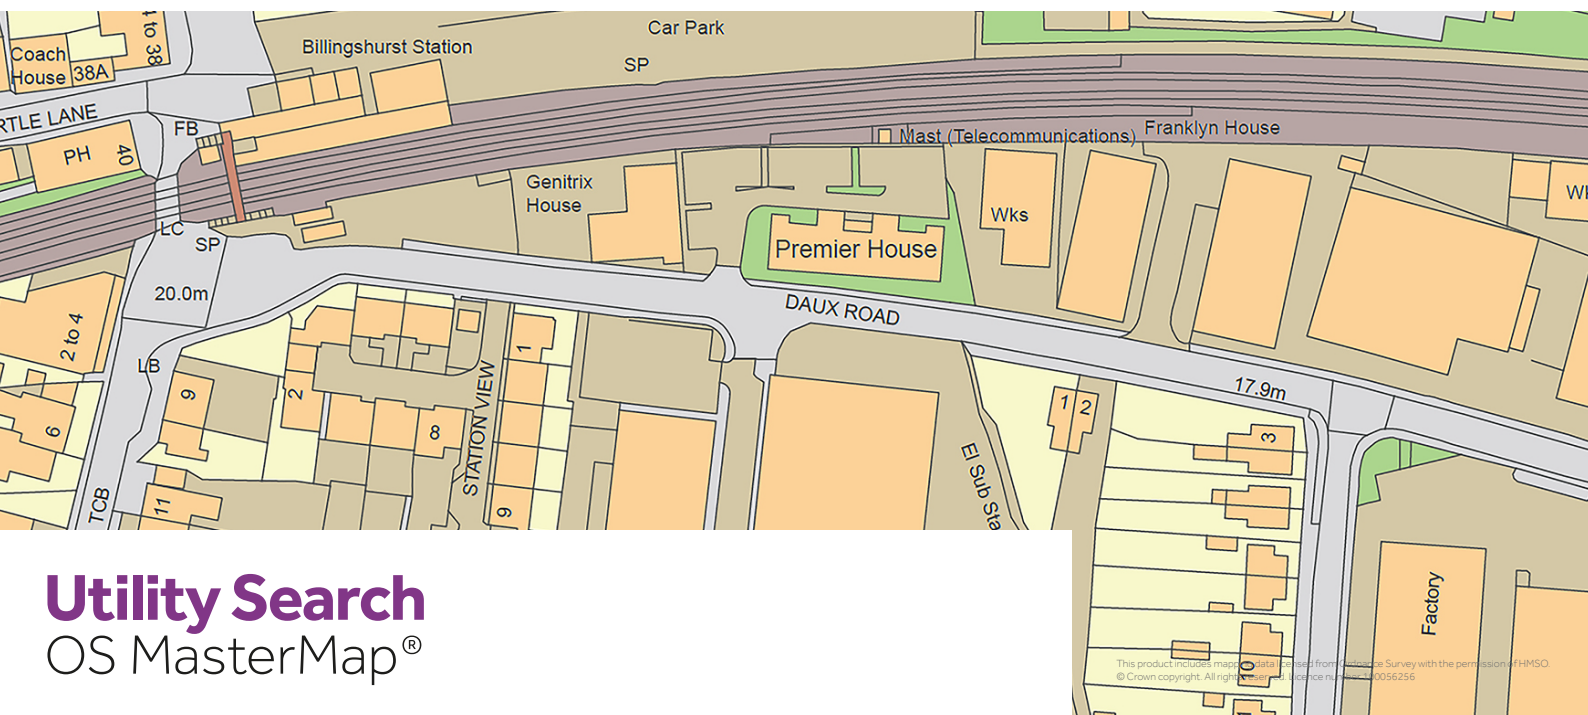 Car Park
Billingshurst Station
SP
4 to 38
Coach
House
38A
RTLE LANE
FB
PH
40
Mast (Telecommunications)
Franklyn House
Genitrix
House
Wks
LC
SP
Premier House
20.0m
DAUX ROAD
2 to 4
LB
1
17.9m
9
2
1
2
6
8
STATION VIEW
3
El Sub Sta
TCB
11
9
Factory
10
Utility Search
OS MasterMap®
This product includes mapping data licensed from Ordnance Survey with the permission of HMSO.
© Crown copyright. All rights reserved. Licence number 100056256